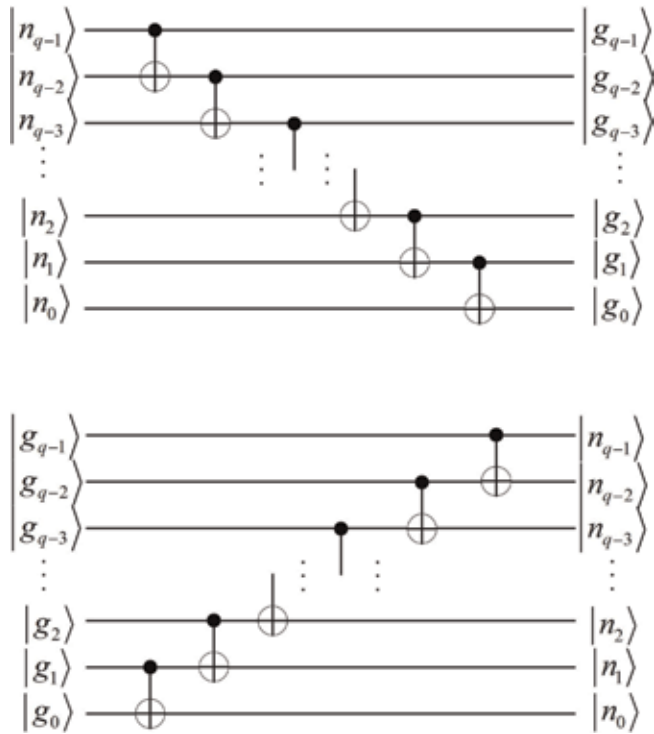 |n_{q-1}⟩ |g_{q-1}⟩
|n_{q-2}⟩ |g_{q-2}⟩
|n_{q-3}⟩ |g_{q-3}⟩
⋮ ⋮ ⋮ ⋮
|n_2⟩ |g_2⟩
|n_1⟩ |g_1⟩
|n_0⟩ |g_0⟩
|g_{q-1}⟩ |n_{q-1}⟩
|g_{q-2}⟩ |n_{q-2}⟩
|g_{q-3}⟩ |n_{q-3}⟩
⋮ ⋮ ⋮ ⋮
|g_2⟩ |n_2⟩
|g_1⟩ |n_1⟩
|g_0⟩ |n_0⟩